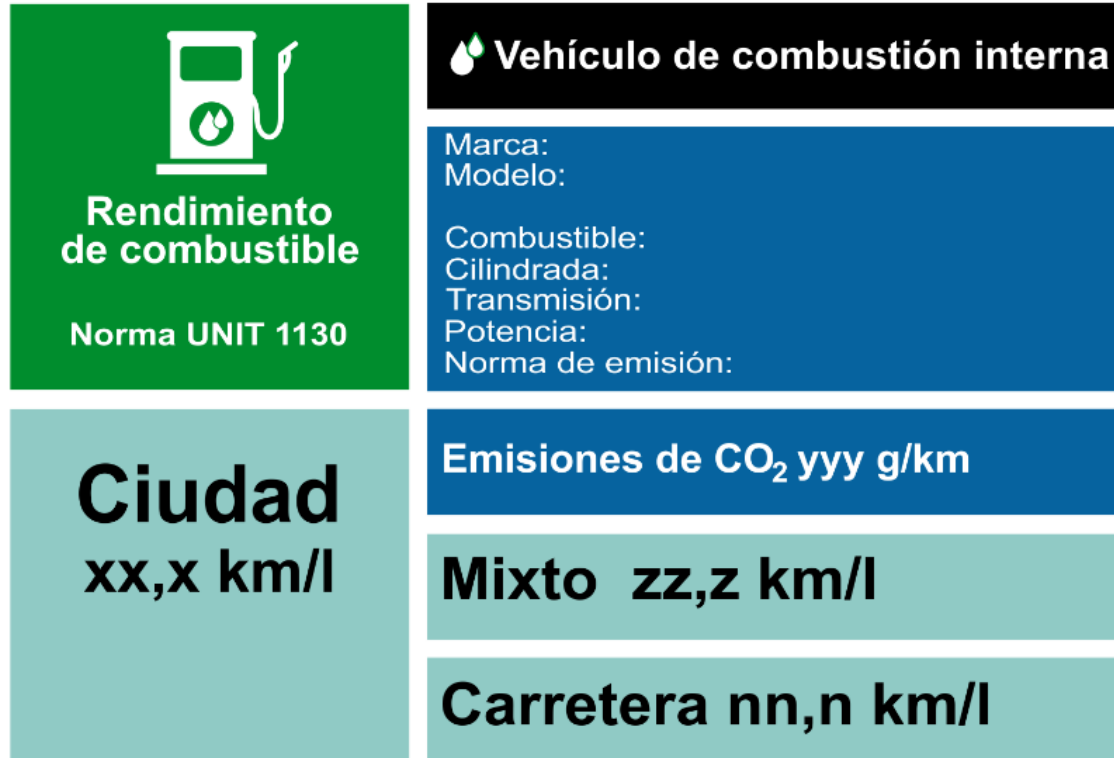 Rendimiento
de combustible
Norma UNIT 1130
Vehículo de combustión interna
Marca:
Modelo:
Combustible:
Cilindrada:
Transmisión:
Potencia:
Norma de emisión:
Ciudad
xx,x km/l
Emisiones de CO₂ yyy g/km
Mixto zz,z km/l
Carretera nn,n km/l